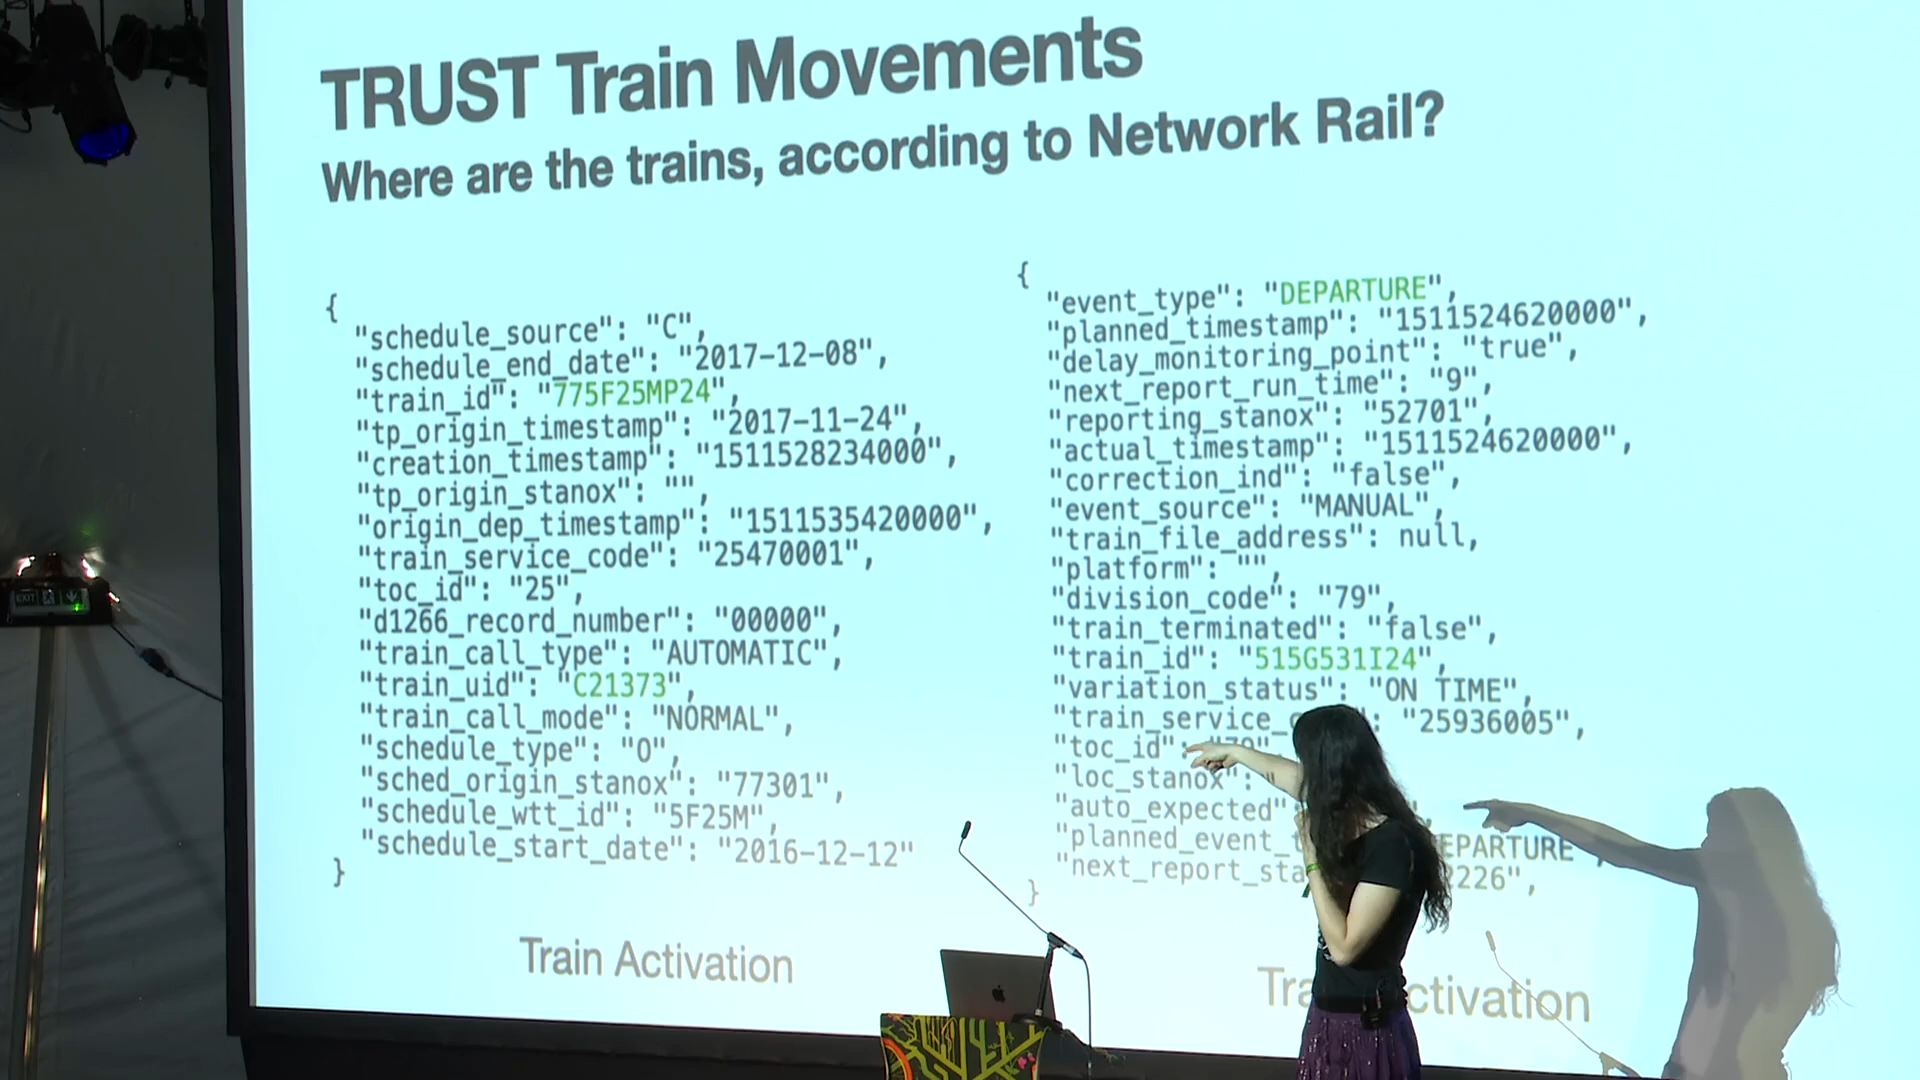 TRUST Train Movements
Where are the trains, according to Network Rail?
{
"schedule_source": "C",
"schedule_end_date": "2017-12-08",
"train_id": "775F25MP24",
"tp_origin_timestamp": "2017-11-24",
"creation_timestamp": "1511528234000",
"tp_origin_stanox": "",
"origin_dep_timestamp": "1511535420000",
"train_service_code": "25470001",
"toc_id": "25",
"d1266_record_number": "00000",
"train_call_type": "AUTOMATIC",
"train_uid": "C21373",
"train_call_mode": "NORMAL",
"schedule_type": "O",
"sched_origin_stanox": "77301",
"schedule_wtt_id": "5F25M",
"schedule_start_date": "2016-12-12"
}
Train Activation
{
"event_type": "DEPARTURE",
"planned_timestamp": "1511524620000",
"delay_monitoring_point": "true",
"next_report_run_time": "9",
"reporting_stanox": "52701",
"actual_timestamp": "1511524620000",
"correction_ind": "false",
"event_source": "MANUAL",
"train_file_address": null,
"platform": "",
"division_code": "79",
"train_terminated": "false",
"train_id": "515G531I24",
"variation_status": "ON TIME",
"train_service_ : "25936005",
"toc_id":
"loc_stanox":
"auto_expected"
"planned_event_ EPARTURE",
"next_report_sta 226",
}
Tra ctivation
EXIT